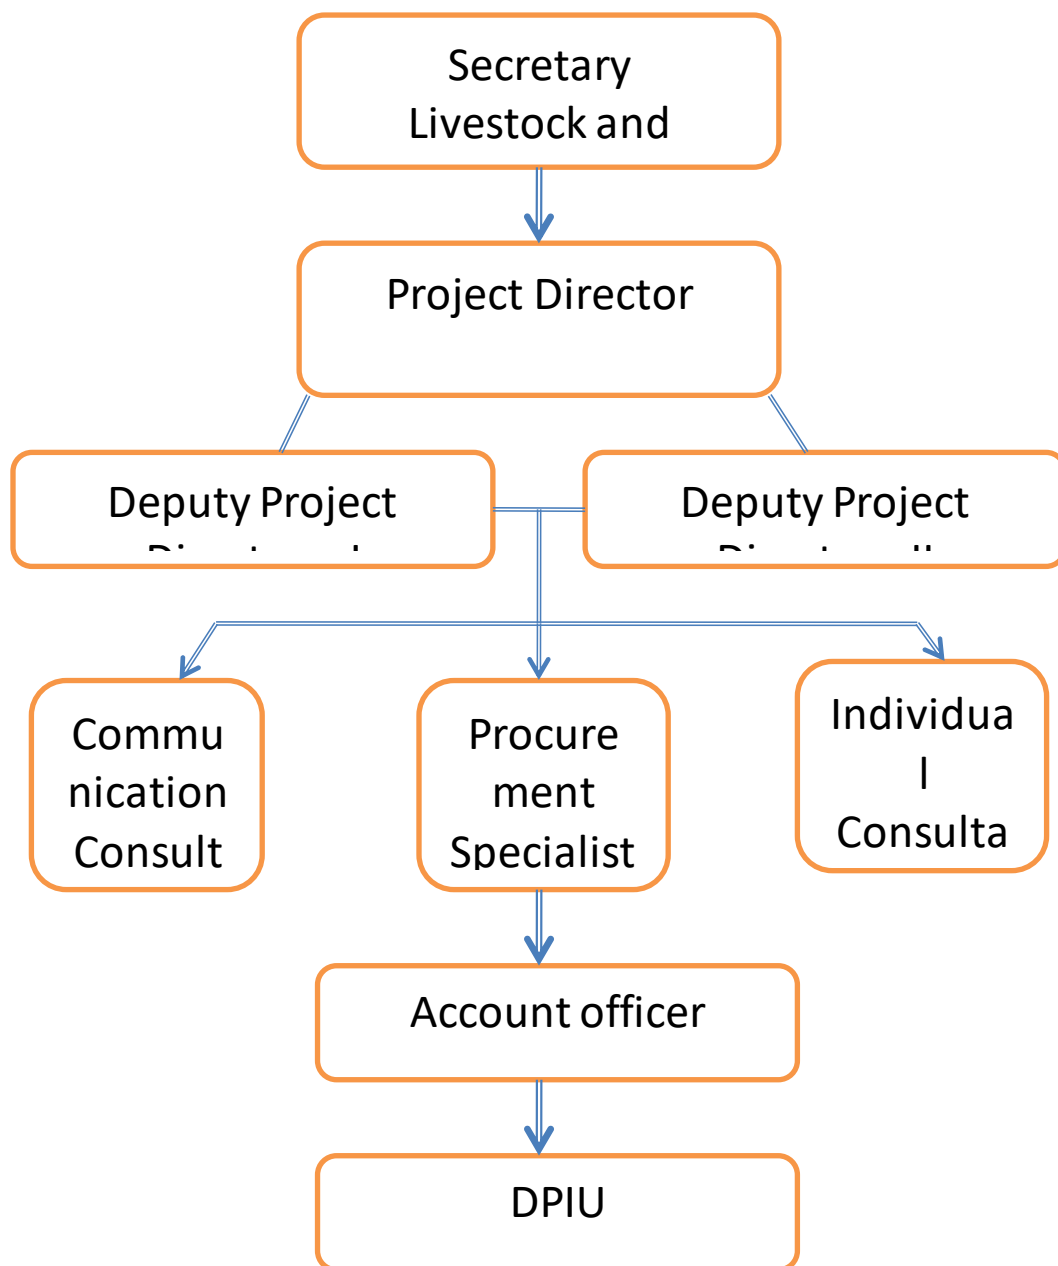 Secretary
Livestock and
Project Director
Deputy Project
Deputy Project
Commu
nication
Consult
Procure
ment
Specialist
Individua
l
Consulta
Account officer
DPIU